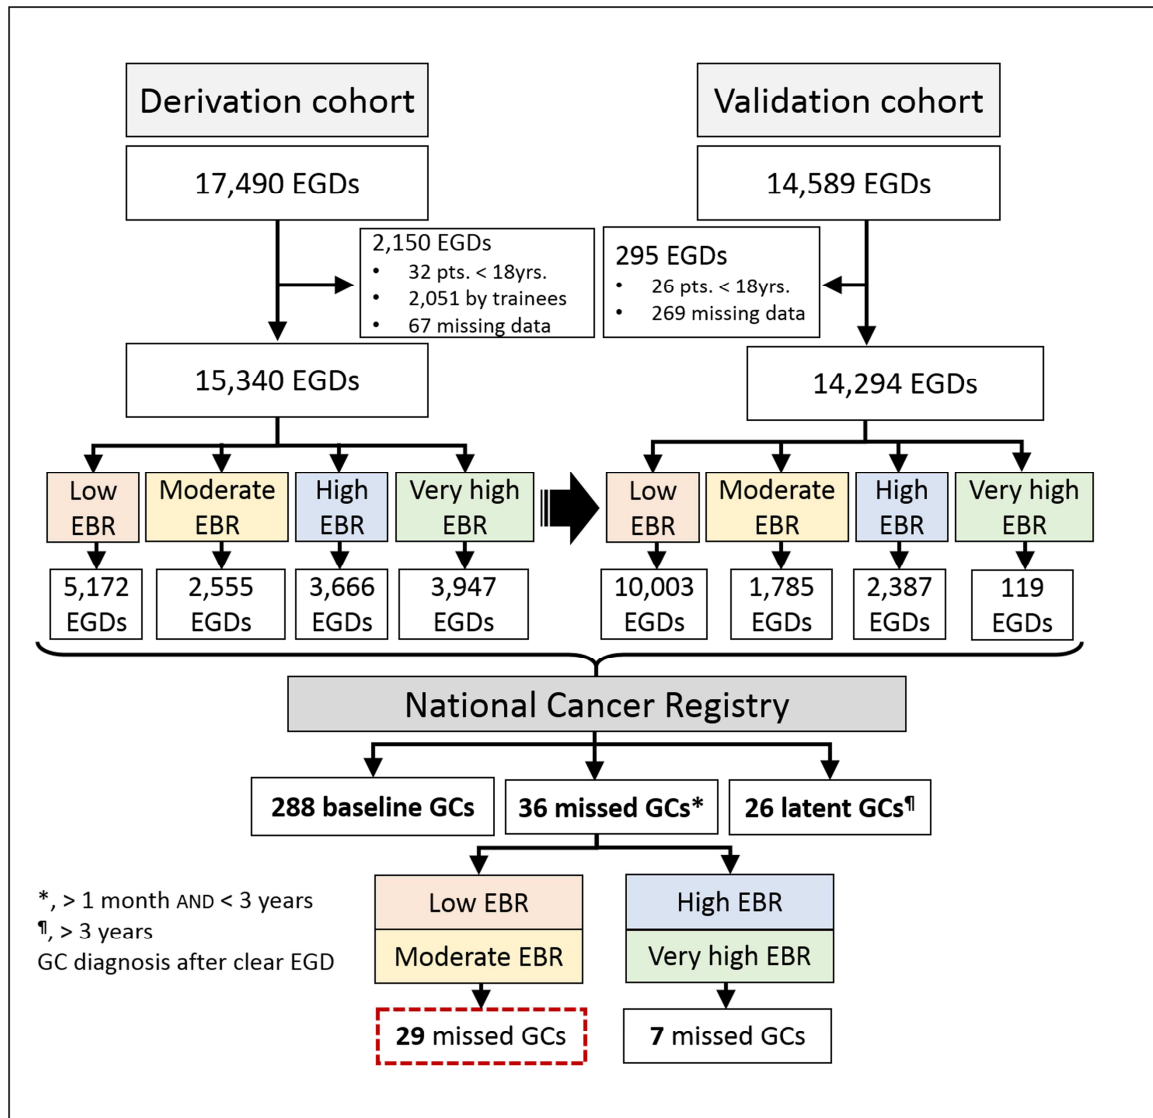 Derivation cohort
Validation cohort
17,490 EGDs
14,589 EGDs
2,150 EGDs
• 32 pts. < 18yrs.
• 2,051 by trainees
• 67 missing data
295 EGDs
• 26 pts. < 18yrs.
• 269 missing data
15,340 EGDs
14,294 EGDs
Low
EBR
Moderate
EBR
High
EBR
Very high
EBR
Low
EBR
Moderate
EBR
High
EBR
Very high
EBR
5,172
EGDs
2,555
EGDs
3,666
EGDs
3,947
EGDs
10,003
EGDs
1,785
EGDs
2,387
EGDs
119
EGDs
National Cancer Registry
288 baseline GCs
36 missed GCs*
26 latent GCs¶
*, > 1 month AND < 3 years
¶, > 3 years
GC diagnosis after clear EGD
Low EBR
Moderate EBR
29 missed GCs
High EBR
Very high EBR
7 missed GCs